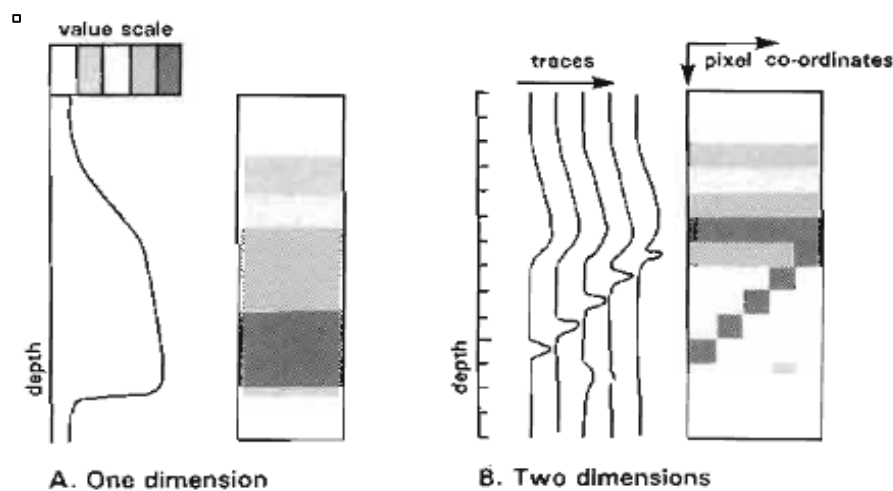 value scale
depth
A. One dimension
traces
pixel co-ordinates
depth
B. Two dimensions